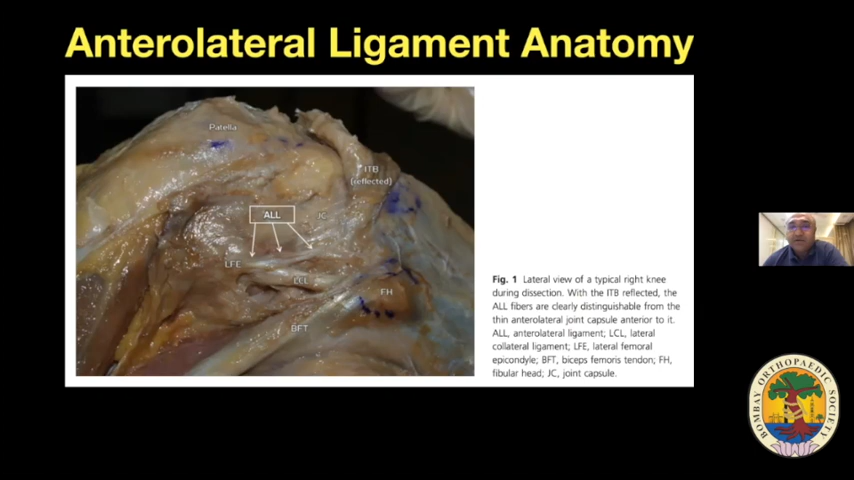 Anterolateral Ligament Anatomy
Patella
ITB
(reflected)
ALL
JC
LFE
LCL
FH
BFT
Fig. 1 Lateral view of a typical right knee
during dissection. With the ITB reflected, the
ALL fibers are clearly distinguishable from the
thin anterolateral joint capsule anterior to it.
ALL, anterolateral ligament; LCL, lateral
collateral ligament; LFE, lateral femoral
epicondyle; BFT, biceps femoris tendon; FH,
fibular head; JC, joint capsule.
BOMBAY ORTHOPAEDIC SOCIETY